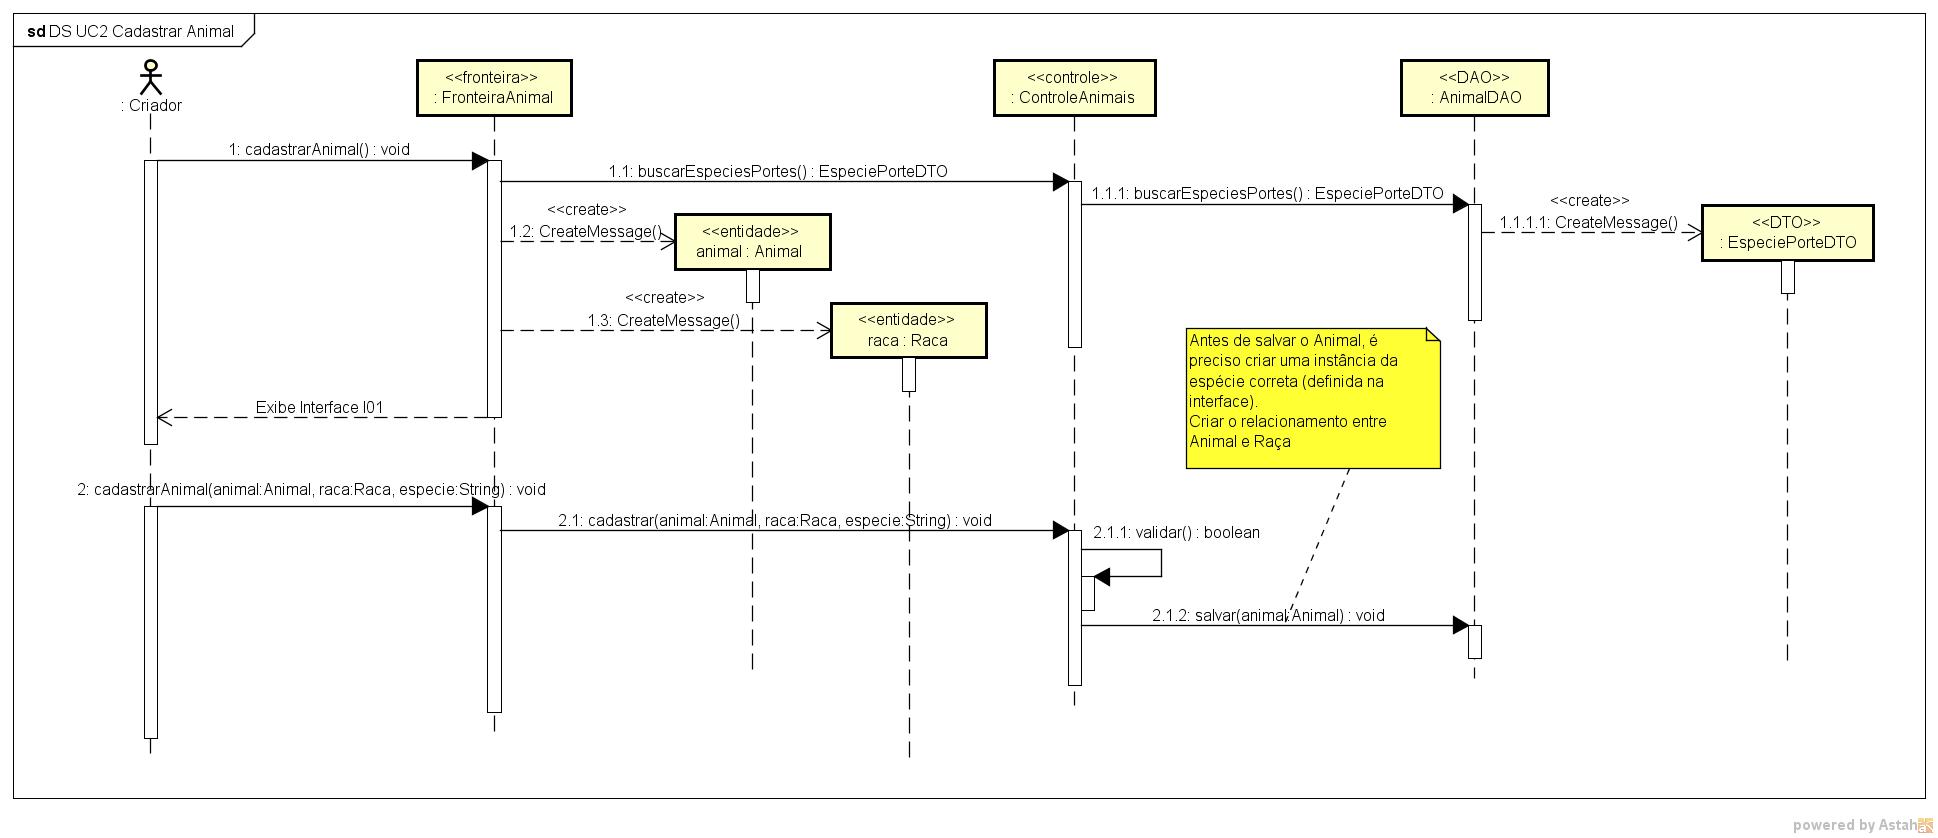 sd DS UC2 Cadastrar Animal
: Criador
<<fronteira>>
: FronteiraAnimal
<<controle>>
: ControleAnimais
<<DAO>>
: AnimalDAO
1: cadastrarAnimal() : void
1.1: buscarEspeciesPortes() : EspeciePorteDTO
1.1.1: buscarEspeciesPortes() : EspeciePorteDTO
<<create>>
1.1.1.1: CreateMessage()
<<DTO>>
: EspeciePorteDTO
<<create>>
1.2: CreateMessage()
<<entidade>>
animal : Animal
<<create>>
1.3: CreateMessage()
<<entidade>>
raca : Raca
Antes de salvar o Animal, é
preciso criar uma instância da
espécie correta (definida na
interface).
Criar o relacionamento entre
Animal e Raça
Exibe Interface I01
2: cadastrarAnimal(animal:Animal, raca:Raca, especie:String) : void
2.1: cadastrar(animal:Animal, raca:Raca, especie:String) : void
2.1.1: validar() : boolean
2.1.2: salvar(animal:Animal) : void
powered by Astah